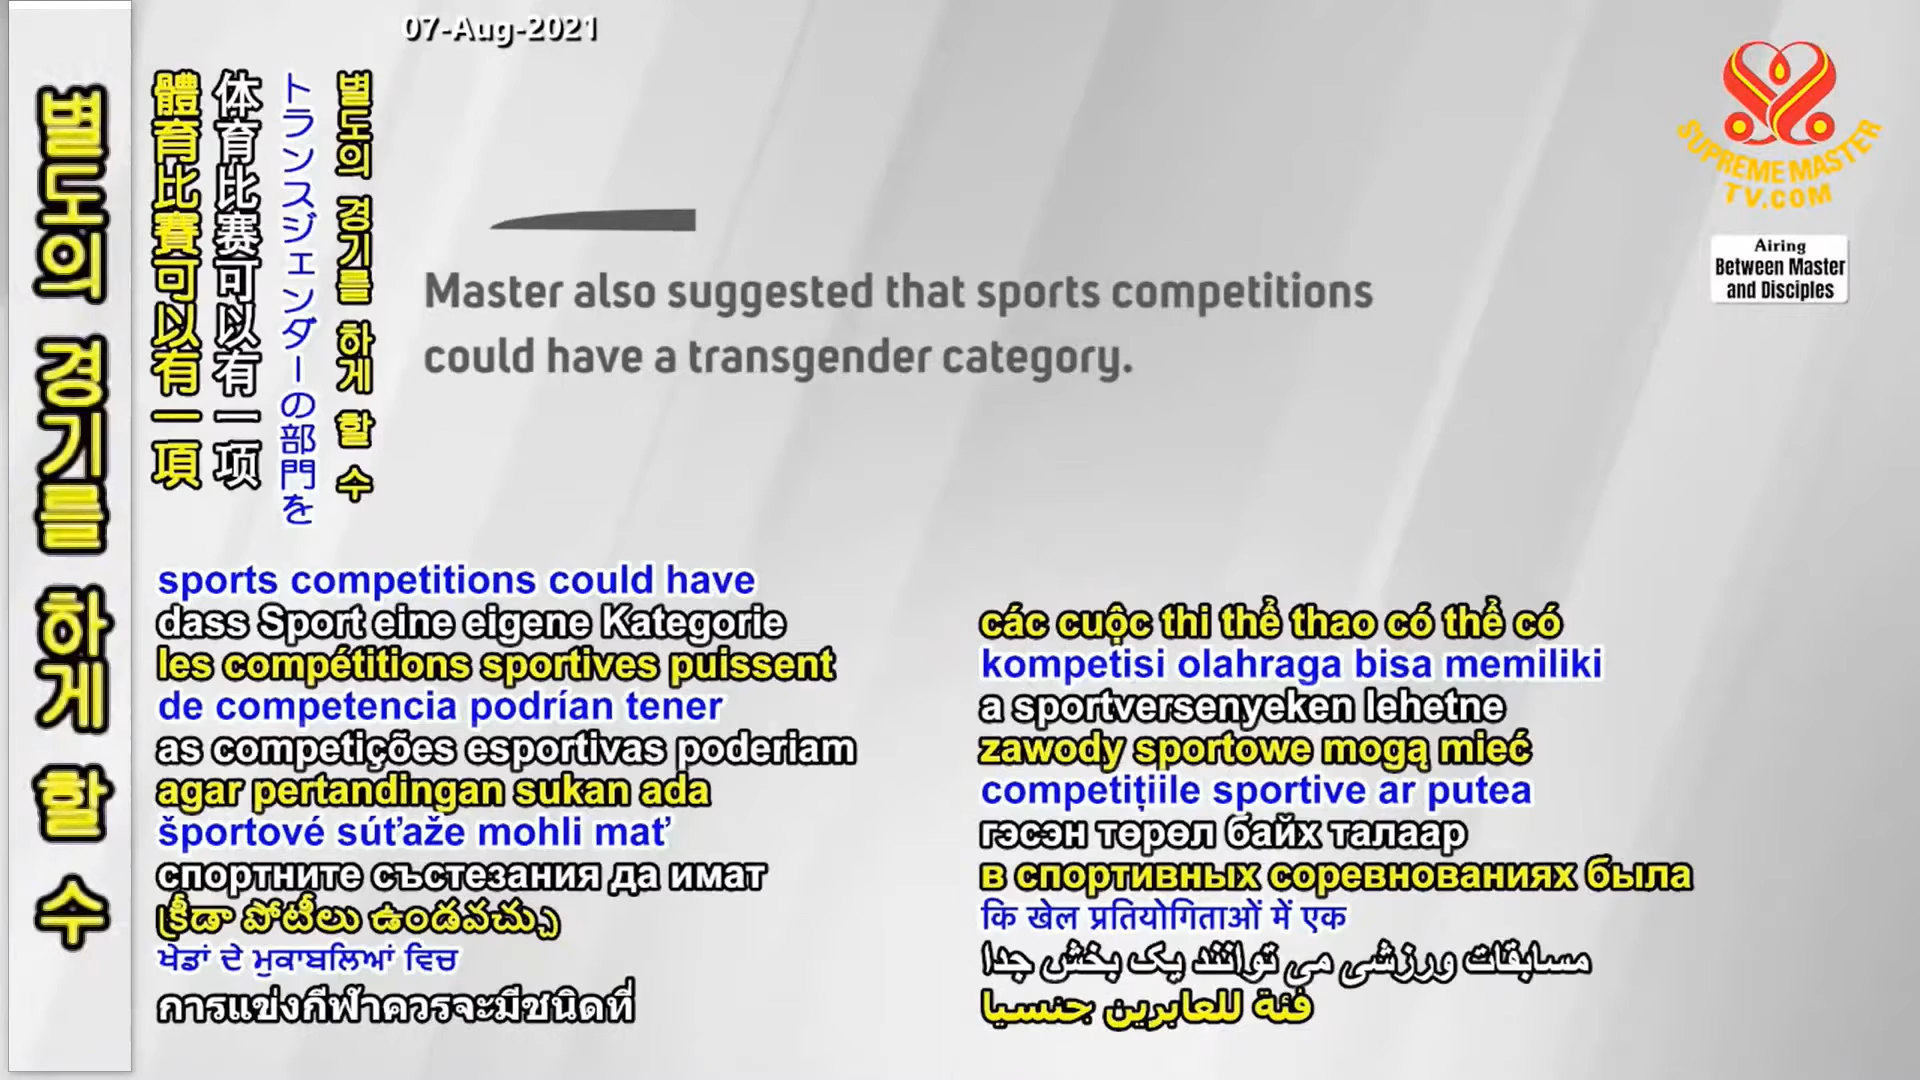 07-Aug-2021
별도의 경기를 하게 할 수
體育比賽可以有一項
体育比赛可以有一项
トランスジェンダーの部門を
별도의 경기를 하게 할 수
Master also suggested that sports competitions
could have a transgender category.
SUPREME MASTER
TV.COM
Airing
Between Master
and Disciples
sports competitions could have
dass Sport eine eigene Kategorie
les compétitions sportives puissent
de competencia podrían tener
as competições esportivas poderiam
agar pertandingan sukan ada
športové súťaže mohli mať
спортните състезания да имат
క్రీడా పోటీలు ఉండవచ్చు
ਖੇਡਾਂ ਦੇ ਮੁਕਾਬਲਿਆਂ ਵਿਚ
การแข่งกีฬาควรจะมีชนิดที่
các cuộc thi thể thao có thể có
kompetisi olahraga bisa memiliki
a sportversenyeken lehetne
zawody sportowe mogą mieć
competițiile sportive ar putea
гэсэн төрөл байх талаар
в спортивных соревнованиях была
कि खेल प्रतियोगिताओं में एक
مسابقات ورزشی می توانند یک بخش جدا
فئة للعابرين جنسيا